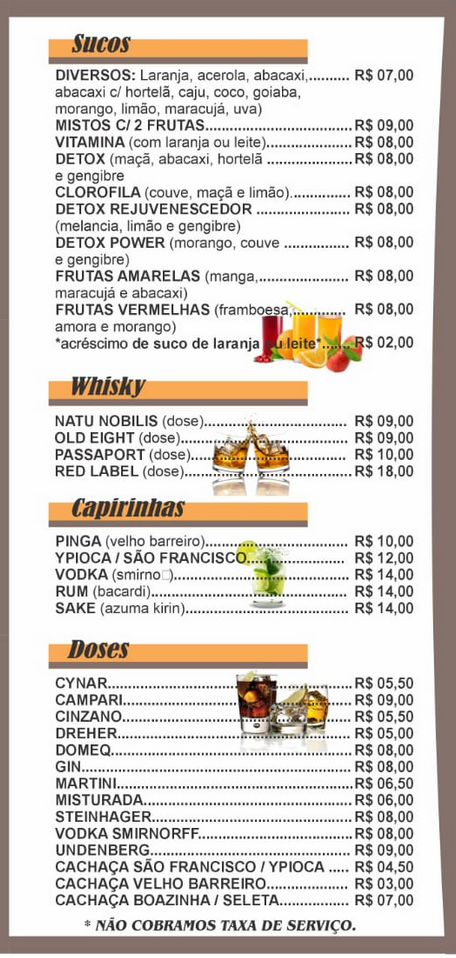 Sucos
DIVERSOS: Laranja, acerola, abacaxi,.......... R$ 07,00
abacaxi c/ hortelã, caju, coco, goiaba,
morango, limão, maracujá, uva)
MISTOS C/ 2 FRUTAS.................................... R$ 09,00
VITAMINA (com laranja ou leite)..................... R$ 08,00
DETOX (maçã, abacaxi, hortelã ..................... R$ 08,00
e gengibre
CLOROFILA (couve, maçã e limão)............... R$ 08,00
DETOX REJUVENESCEDOR ....................... R$ 08,00
(melancia, limão e gengibre)
DETOX POWER (morango, couve ................ R$ 08,00
e gengibre)
FRUTAS AMARELAS (manga,...................... R$ 08,00
maracujá e abacaxi)
FRUTAS VERMELHAS (framboesa,............. R$ 08,00
amora e morango)
*acréscimo de suco de laranja ou leite*....... R$ 02,00
Whisky
NATU NOBILIS (dose)................................... R$ 09,00
OLD EIGHT (dose)......................................... R$ 09,00
PASSAPORT (dose)...................................... R$ 10,00
RED LABEL (dose)........................................ R$ 18,00
Capirinhas
PINGA (velho barreiro)................................... R$ 10,00
YPIOCA / SÃO FRANCISCO........................ R$ 12,00
VODKA (smirno□)........................................... R$ 14,00
RUM (bacardi)................................................ R$ 14,00
SAKE (azuma kirin)........................................ R$ 14,00
Doses
CYNAR............................................................ R$ 05,50
CAMPARI........................................................ R$ 09,00
CINZANO........................................................ R$ 05,50
DREHER......................................................... R$ 05,00
DOMEQ........................................................... R$ 08,00
GIN.................................................................. R$ 08,00
MARTINI.......................................................... R$ 06,50
MISTURADA................................................... R$ 06,00
STEINHAGER................................................. R$ 08,00
VODKA SMIRNORFF..................................... R$ 08,00
UNDENBERG.................................................. R$ 09,00
CACHAÇA SÃO FRANCISCO / YPIOCA ..... R$ 04,50
CACHAÇA VELHO BARREIRO.................... R$ 03,00
CACHAÇA BOAZINHA / SELETA................. R$ 07,00
* NÃO COBRAMOS TAXA DE SERVIÇO.